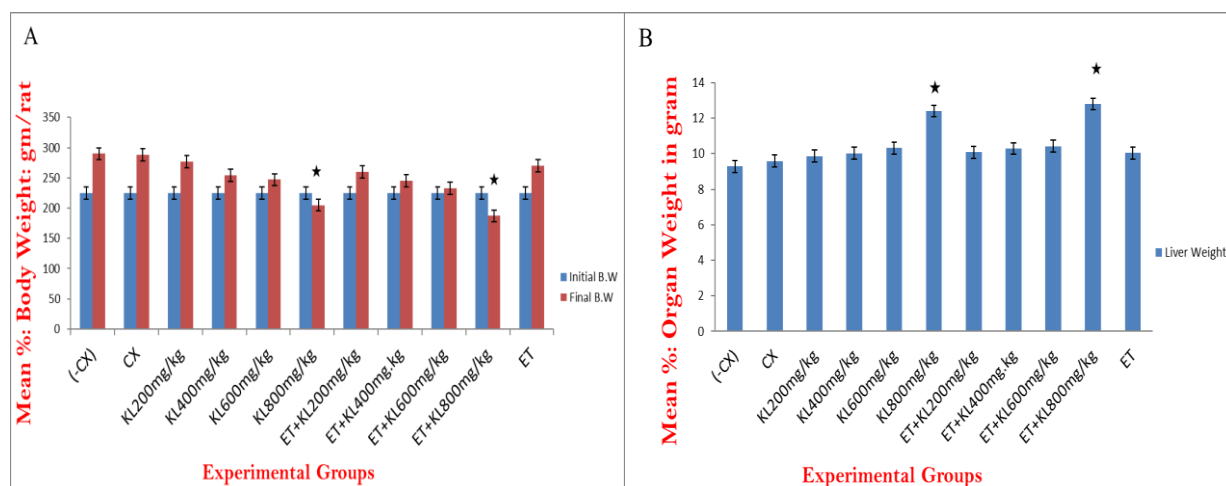 A
Mean %: Body Weight: gm/rat
350
300
250
200
150
100
50
0
★
★
Initial B.W
Final B.W
(-CX)
CX
KL200mg/kg
KL400mg/kg
KL600mg/kg
KL800mg/kg
ET+KL200mg/kg
ET+KL400mg.kg
ET+KL600mg/kg
ET+KL800mg/kg
ET
Experimental Groups
B
Mean %: Organ Weight in gram
14
12
10
8
6
4
2
0
★
★
Liver Weight
(-CX)
CX
KL200mg/kg
KL400mg/kg
KL600mg/kg
KL800mg/kg
ET+KL200mg/kg
ET+KL400mg.kg
ET+KL600mg/kg
ET+KL800mg/kg
ET
Experimental Groups